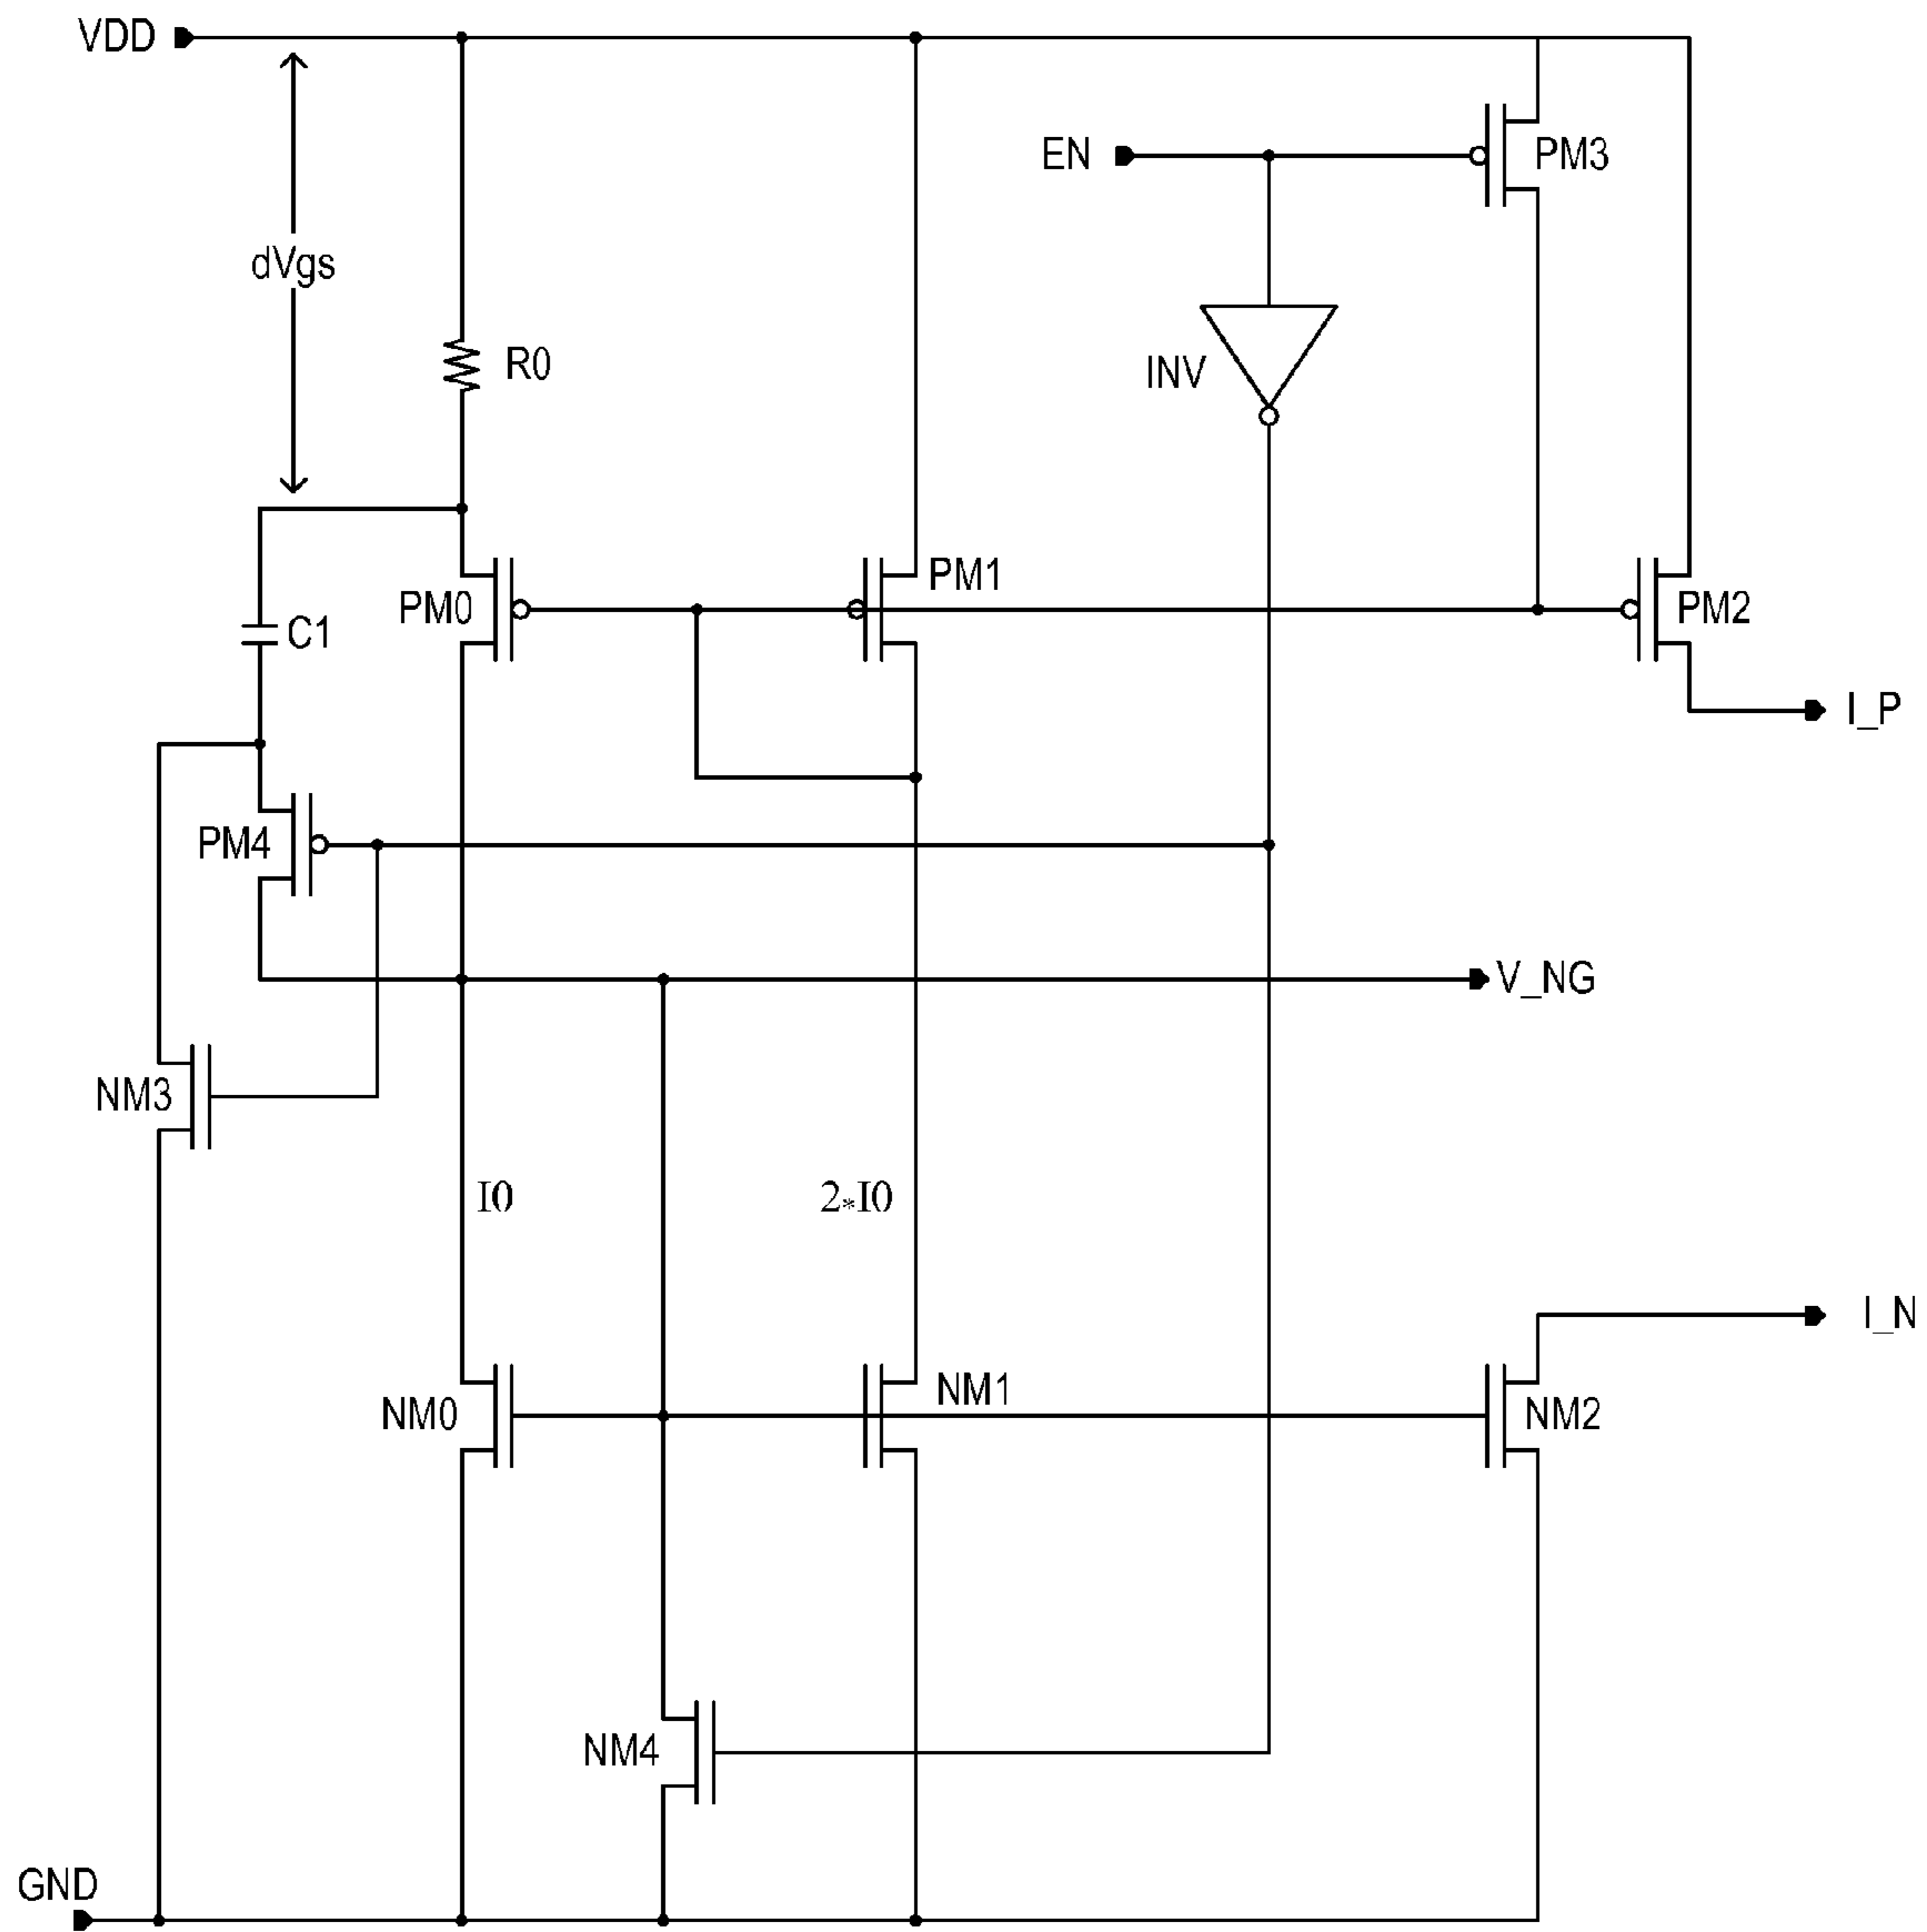 VDD
EN
PM3
dVgs
R0
INV
PM1
PM0
PM2
C1
I_P
PM4
V_NG
NM3
I0
2*I0
I_N
NM1
NM0
NM2
NM4
GND